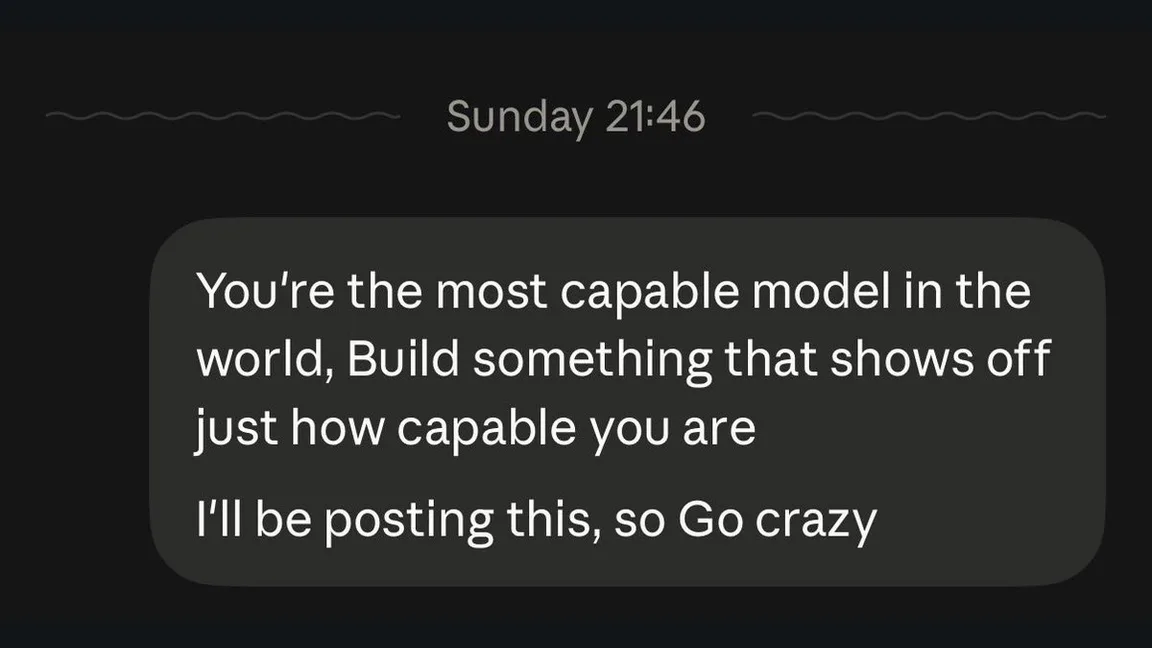 Sunday 21:46
You're the most capable model in the
world, Build something that shows off
just how capable you are
I'll be posting this, so Go crazy